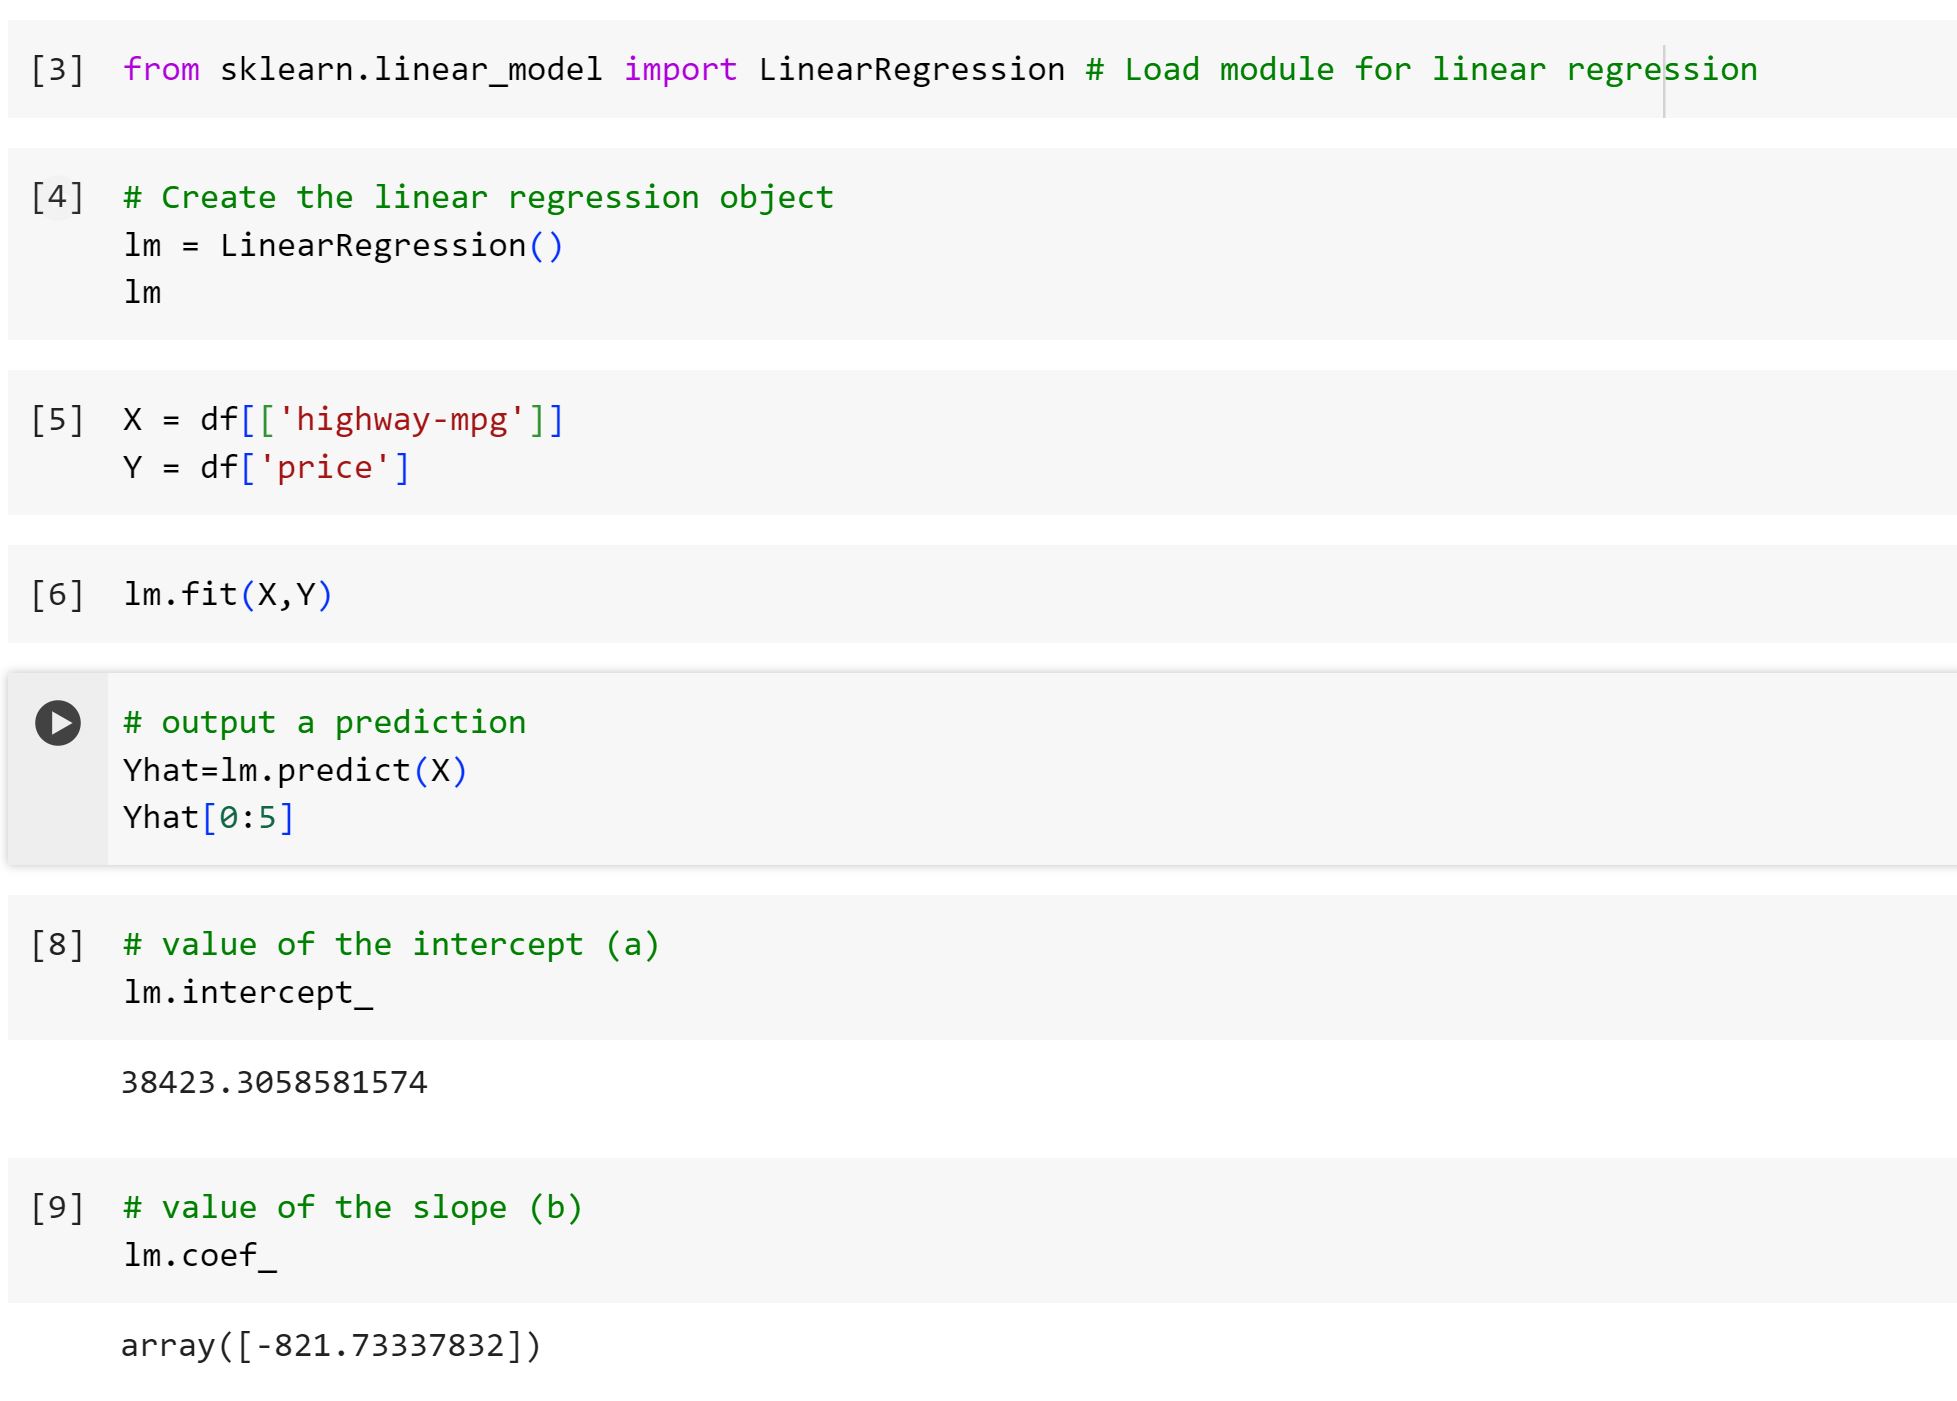 [3] from sklearn.linear_model import LinearRegression # Load module for linear regression
[4] # Create the linear regression object
lm = LinearRegression()
lm
[5] X = df[['highway-mpg']]
Y = df['price']
[6] lm.fit(X,Y)
# output a prediction
Yhat=lm.predict(X)
Yhat[0:5]
[8] # value of the intercept (a)
lm.intercept_
38423.3058581574
[9] # value of the slope (b)
lm.coef_
array([-821.73337832])